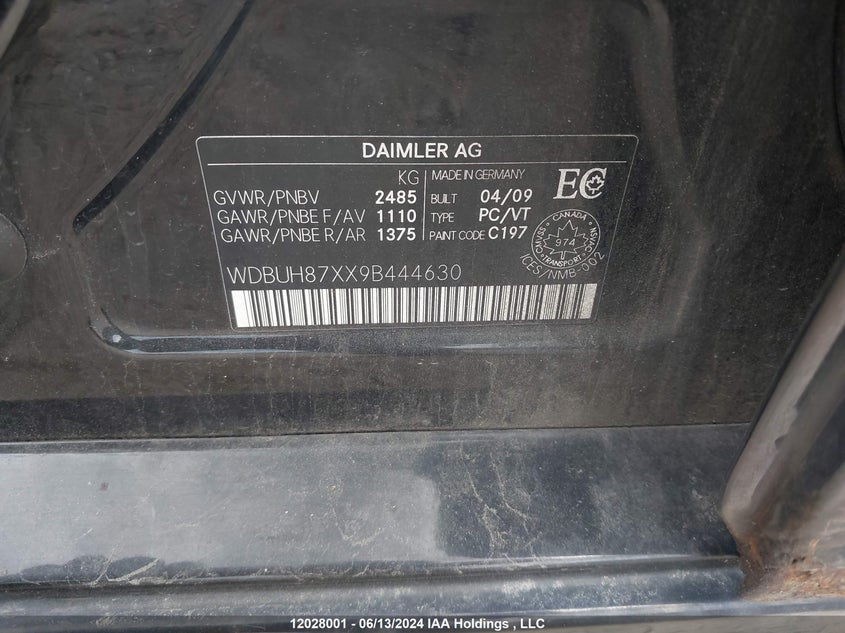 DAIMLER AG
KG MADE IN GERMANY
GVWR/PNBV 2485 BUILT 04/09
GAWR/PNBE F/AV 1110 TYPE PC/VT
GAWR/PNBE R/AR 1375 PAINT CODE C197
EC
CANADA
974
TRANSPORT
ICES/NMB-002
WDBUH87XX9B444630
12028001 - 06/13/2024 IAA Holdings , LLC